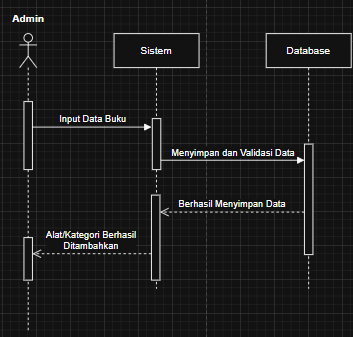 Admin
Sistem
Database
Input Data Buku
Menyimpan dan Validasi Data
Berhasil Menyimpan Data
Alat/Kategori Berhasil
Ditambahkan